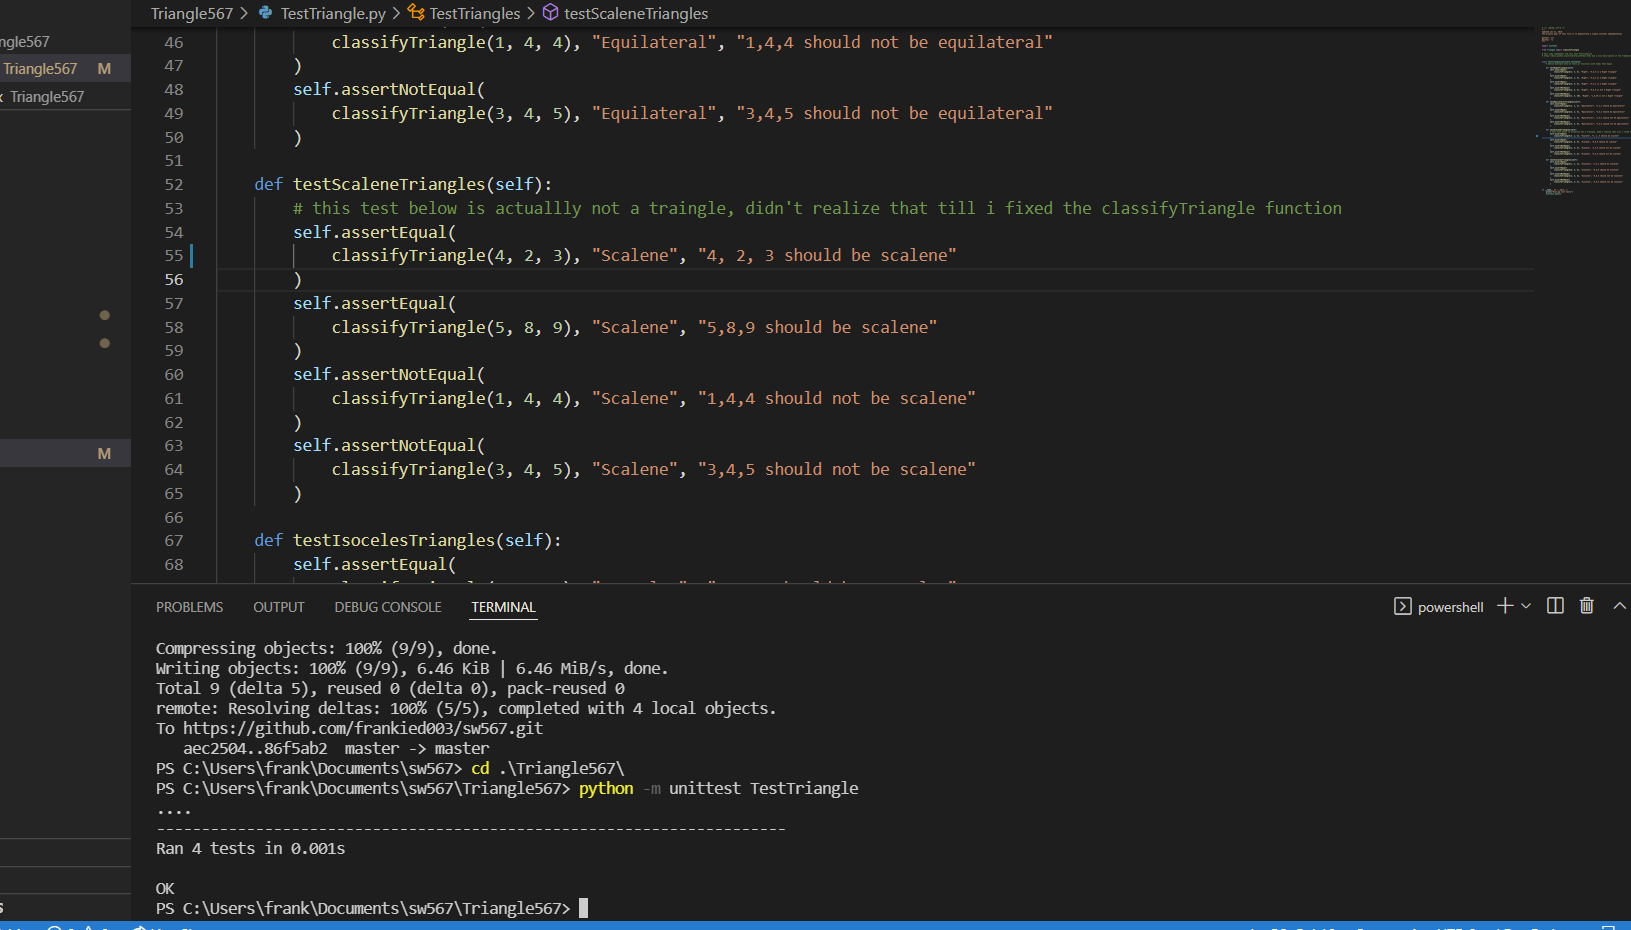 Triangle567 > TestTriangle.py > TestTriangles > testScaleneTriangles
ngle567
Triangle567 M
Triangle567
M
46 classifyTriangle(1, 4, 4), "Equilateral", "1,4,4 should not be equilateral"
47 )
48 self.assertNotEqual(
49 classifyTriangle(3, 4, 5), "Equilateral", "3,4,5 should not be equilateral"
50 )
51
52 def testScaleneTriangles(self):
53 # this test below is actuallly not a traingle, didn't realize that till i fixed the classifyTriangle function
54 self.assertEqual(
55 classifyTriangle(4, 2, 3), "Scalene", "4, 2, 3 should be scalene"
56 )
57 self.assertEqual(
58 classifyTriangle(5, 8, 9), "Scalene", "5,8,9 should be scalene"
59 )
60 self.assertNotEqual(
61 classifyTriangle(1, 4, 4), "Scalene", "1,4,4 should not be scalene"
62 )
63 self.assertNotEqual(
64 classifyTriangle(3, 4, 5), "Scalene", "3,4,5 should not be scalene"
65 )
66
67 def testIsocelesTriangles(self):
68 self.assertEqual(
PROBLEMS OUTPUT DEBUG CONSOLE TERMINAL powershell
Compressing objects: 100% (9/9), done.
Writing objects: 100% (9/9), 6.46 KiB | 6.46 MiB/s, done.
Total 9 (delta 5), reused 0 (delta 0), pack-reused 0
remote: Resolving deltas: 100% (5/5), completed with 4 local objects.
To https://github.com/frankied003/sw567.git
aec2504..86f5ab2 master -> master
PS C:\Users\frank\Documents\sw567> cd .\Triangle567\
PS C:\Users\frank\Documents\sw567\Triangle567> python -m unittest TestTriangle
....
----------------------------------------------------------------------
Ran 4 tests in 0.001s
OK
PS C:\Users\frank\Documents\sw567\Triangle567>